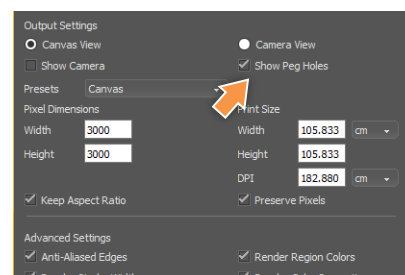 Output Settings
Canvas View Camera View
Show Camera Show Peg Holes
Presets Canvas
Pixel Dimensions Print Size
Width 3000 Width 105.833 cm
Height 3000 Height 105.833
DPI 182.880 cm
Keep Aspect Ratio Preserve Pixels
Advanced Settings
Anti-Aliased Edges Render Region Colors